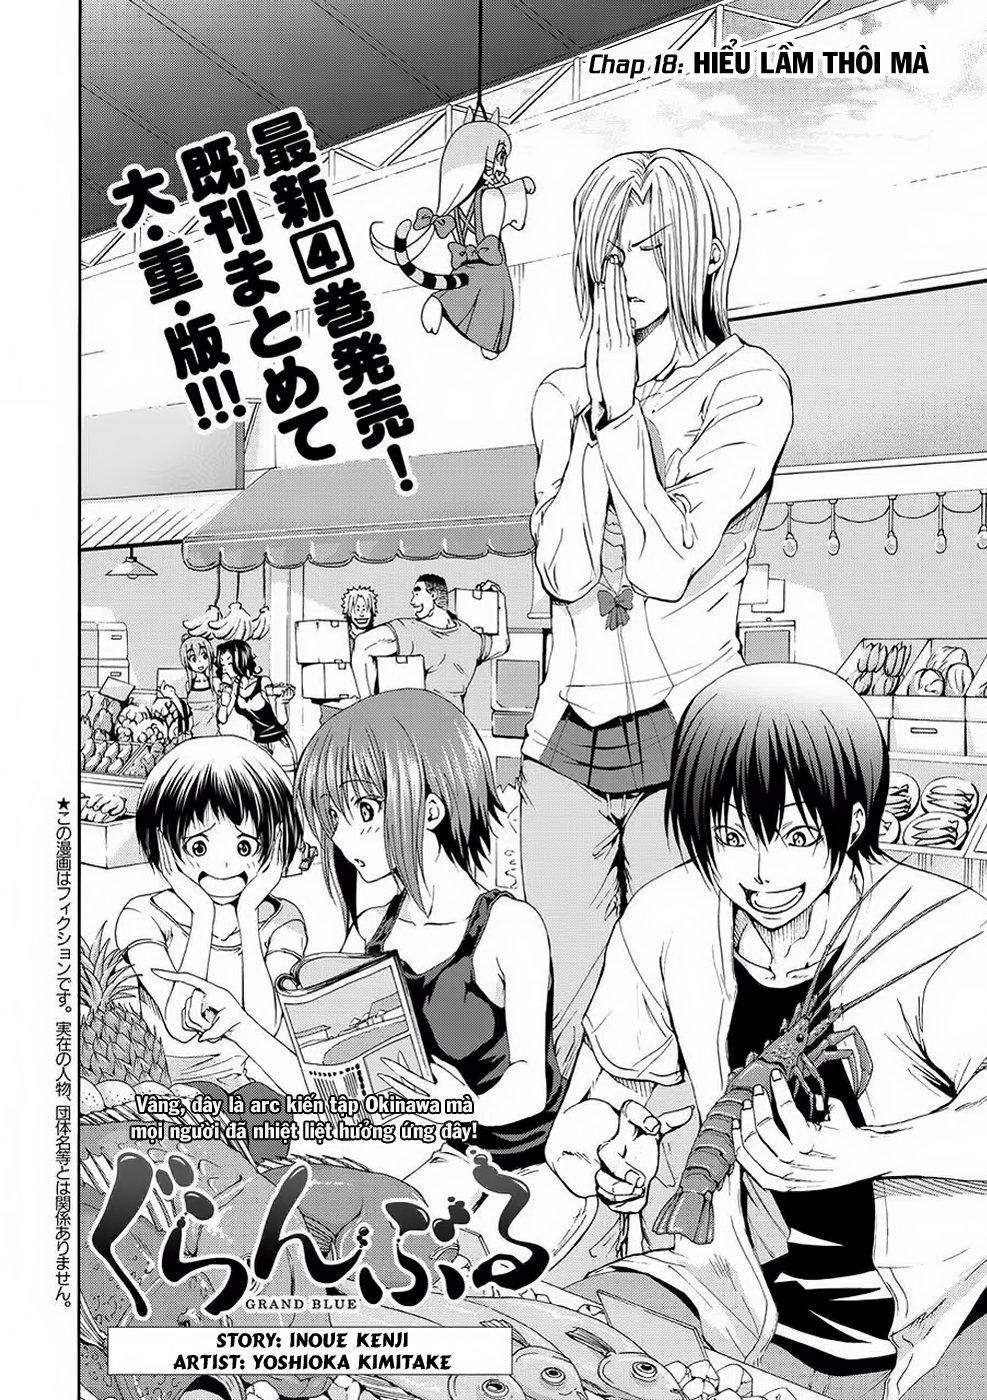 Chap 18: HIỂU LẦM THÔI MÀ
最新4巻発売！
既刊まとめて
大・重・版!!!
★この漫画はフィクションです。実在の人物、団体名等とは関係ありません。
Vâng, đây là arc kiến tập Okinawa mà
mọi người đã nhiệt liệt hưởng ứng đây!
ぐらんぶる
GRAND BLUE
STORY: INOUE KENJI
ARTIST: YOSHIOKA KIMITAKE